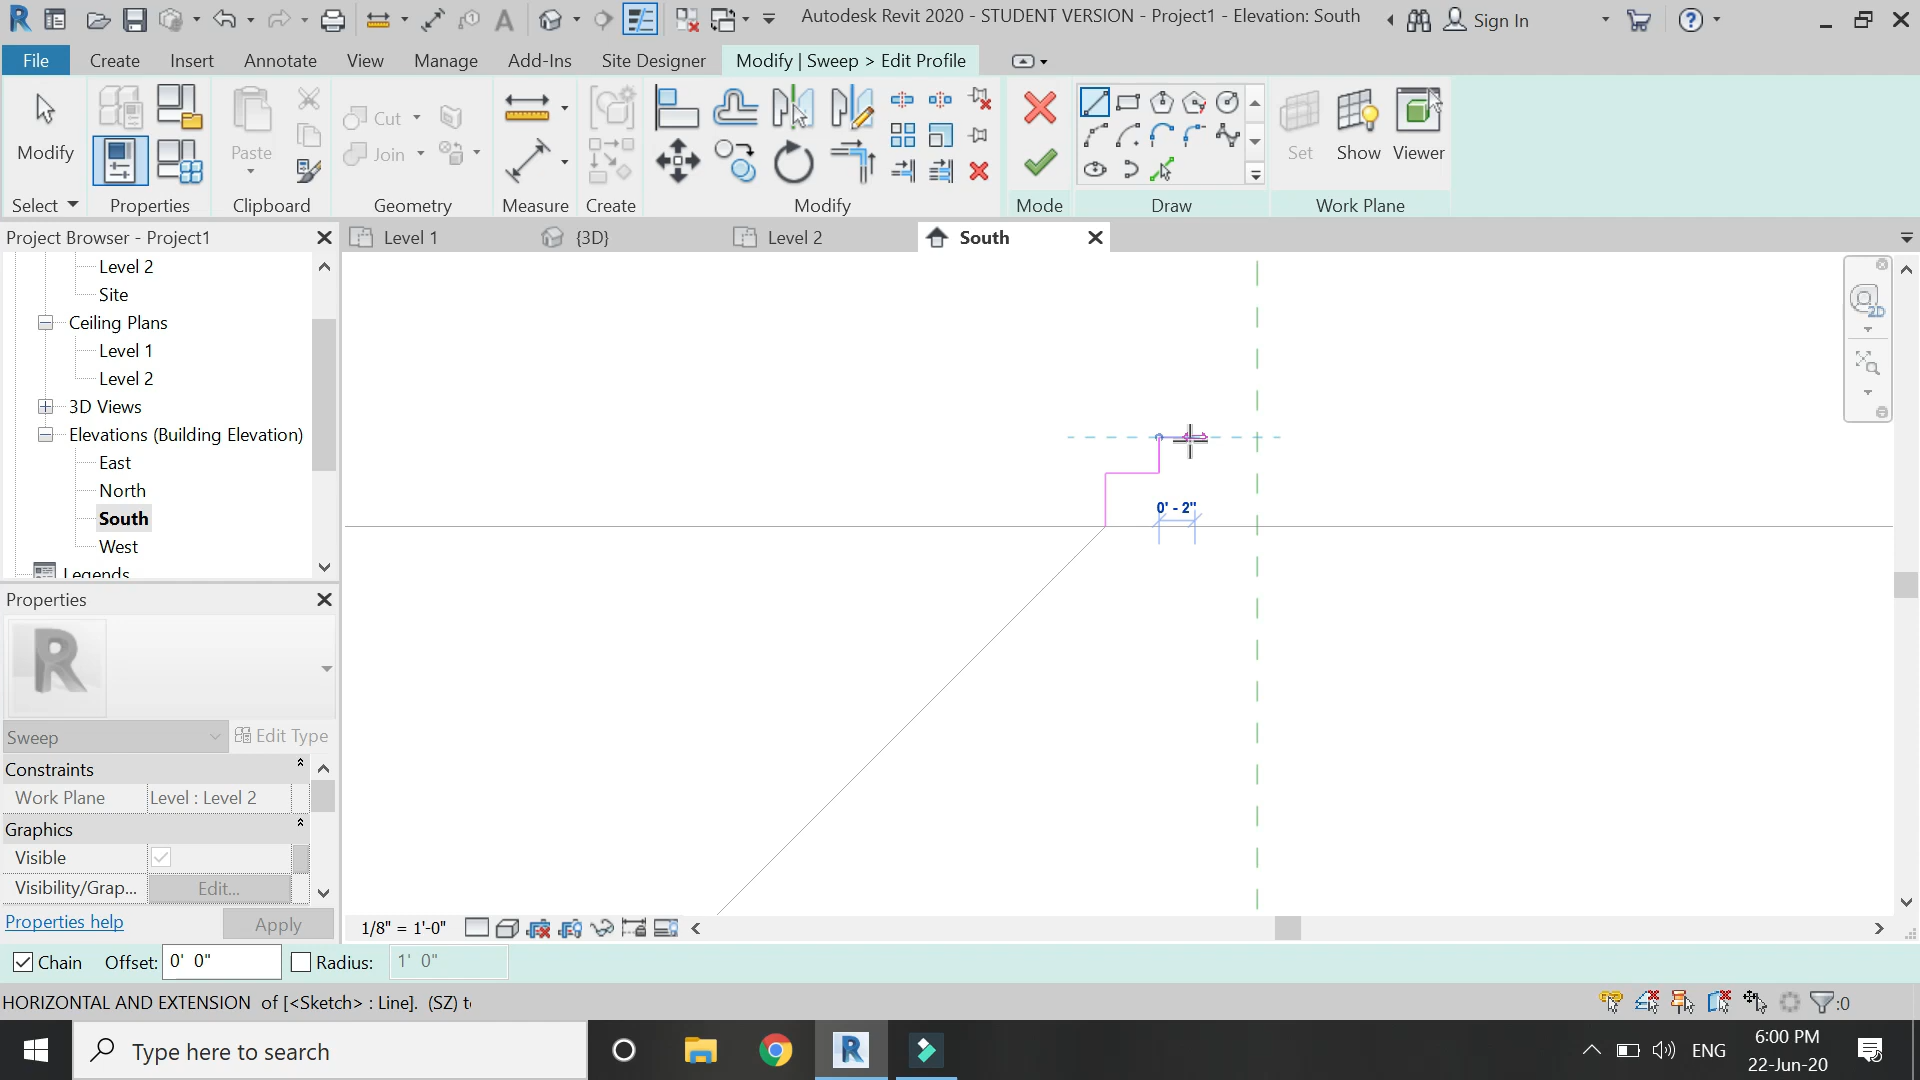 Autodesk Revit 2020 - STUDENT VERSION - Project1 - Elevation: South
Sign In
File
Create
Insert
Annotate
View
Manage
Add-Ins
Site Designer
Modify | Sweep > Edit Profile
Modify
Paste
Cut
Join
Set
Show
Viewer
Select
Properties
Clipboard
Geometry
Measure
Create
Modify
Mode
Draw
Work Plane
Project Browser - Project1
Level 1
{3D}
Level 2
South
Level 2
Site
Ceiling Plans
Level 1
Level 2
3D Views
Elevations (Building Elevation)
East
North
South
West
Legends
2D
0' - 2"
Properties
R
Sweep
Edit Type
Constraints
Work Plane
Level : Level 2
Graphics
Visible
Visibility/Grap...
Edit...
Properties help
Apply
1/8" = 1'-0"
Chain
Offset:
0' 0"
Radius:
1' 0"
HORIZONTAL AND EXTENSION of [<Sketch> : Line]. (SZ) to
:0
Type here to search
ENG
6:00 PM
22-Jun-20